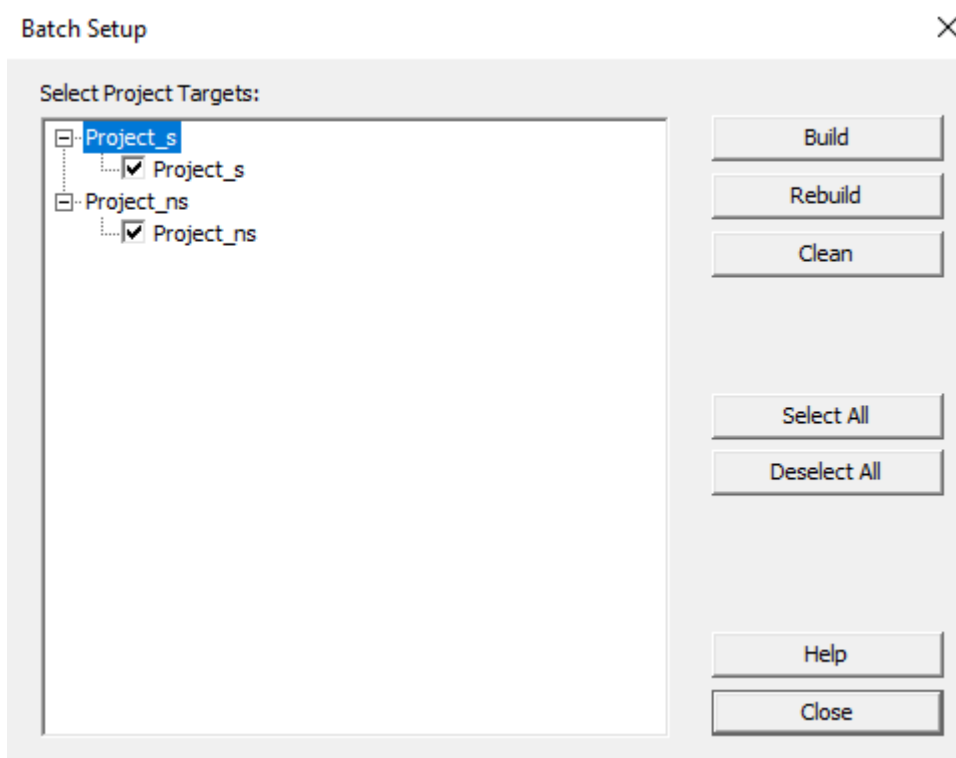 Batch Setup
Select Project Targets:
Project_s
Project_s
Project_ns
Project_ns
Build
Rebuild
Clean
Select All
Deselect All
Help
Close